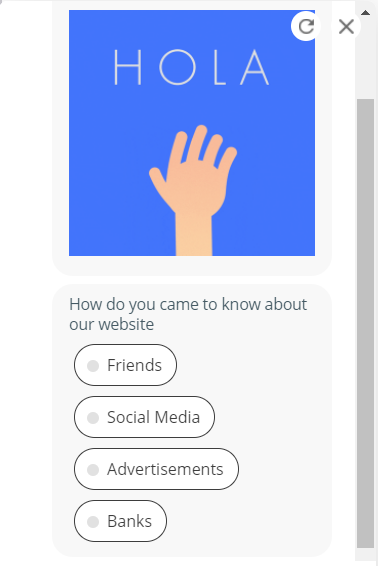 HOLA
How do you came to know about
our website
Friends
Social Media
Advertisements
Banks